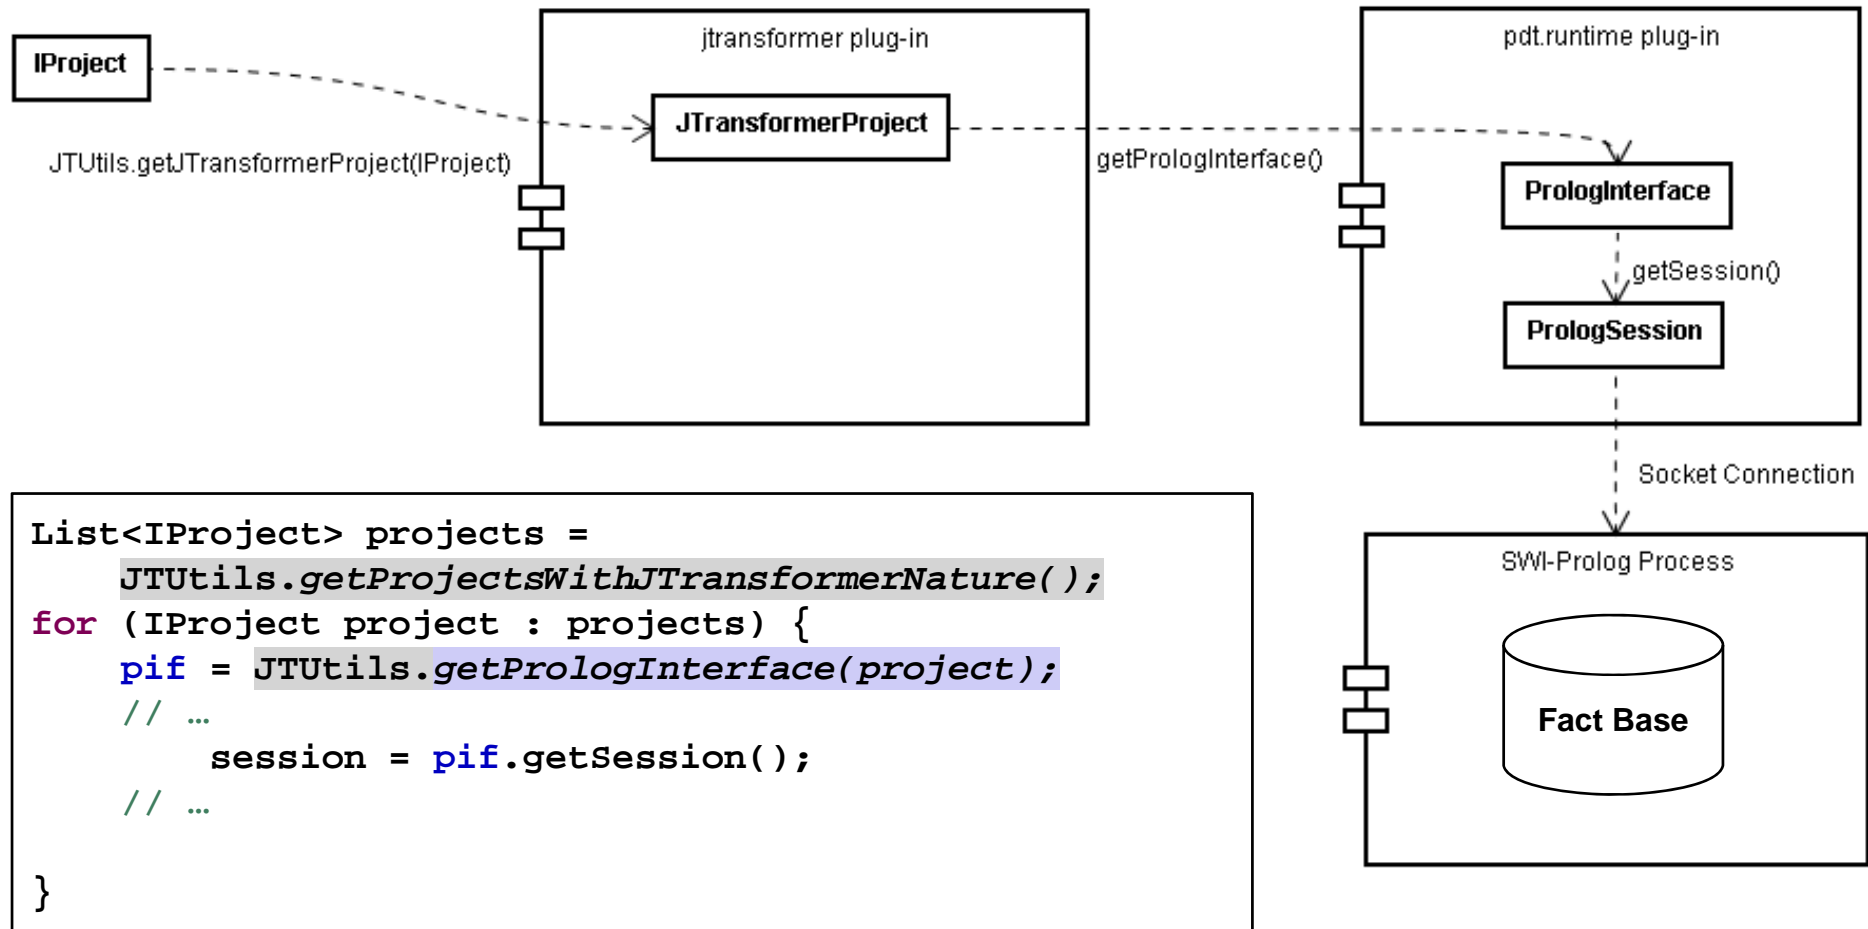 IProject
jtransformer plug-in
pdt.runtime plug-in
JTransformerProject
JTUtils.getJTransformerProject(IProject)
getPrologInterface()
PrologInterface
getSession()
PrologSession
Socket Connection
SWI-Prolog Process
Fact Base
List<IProject> projects =
JTUtils.getProjectsWithJTransformerNature();
for (IProject project : projects) {
pif = JTUtils.getPrologInterface(project);
// …
session = pif.getSession();
// …
}